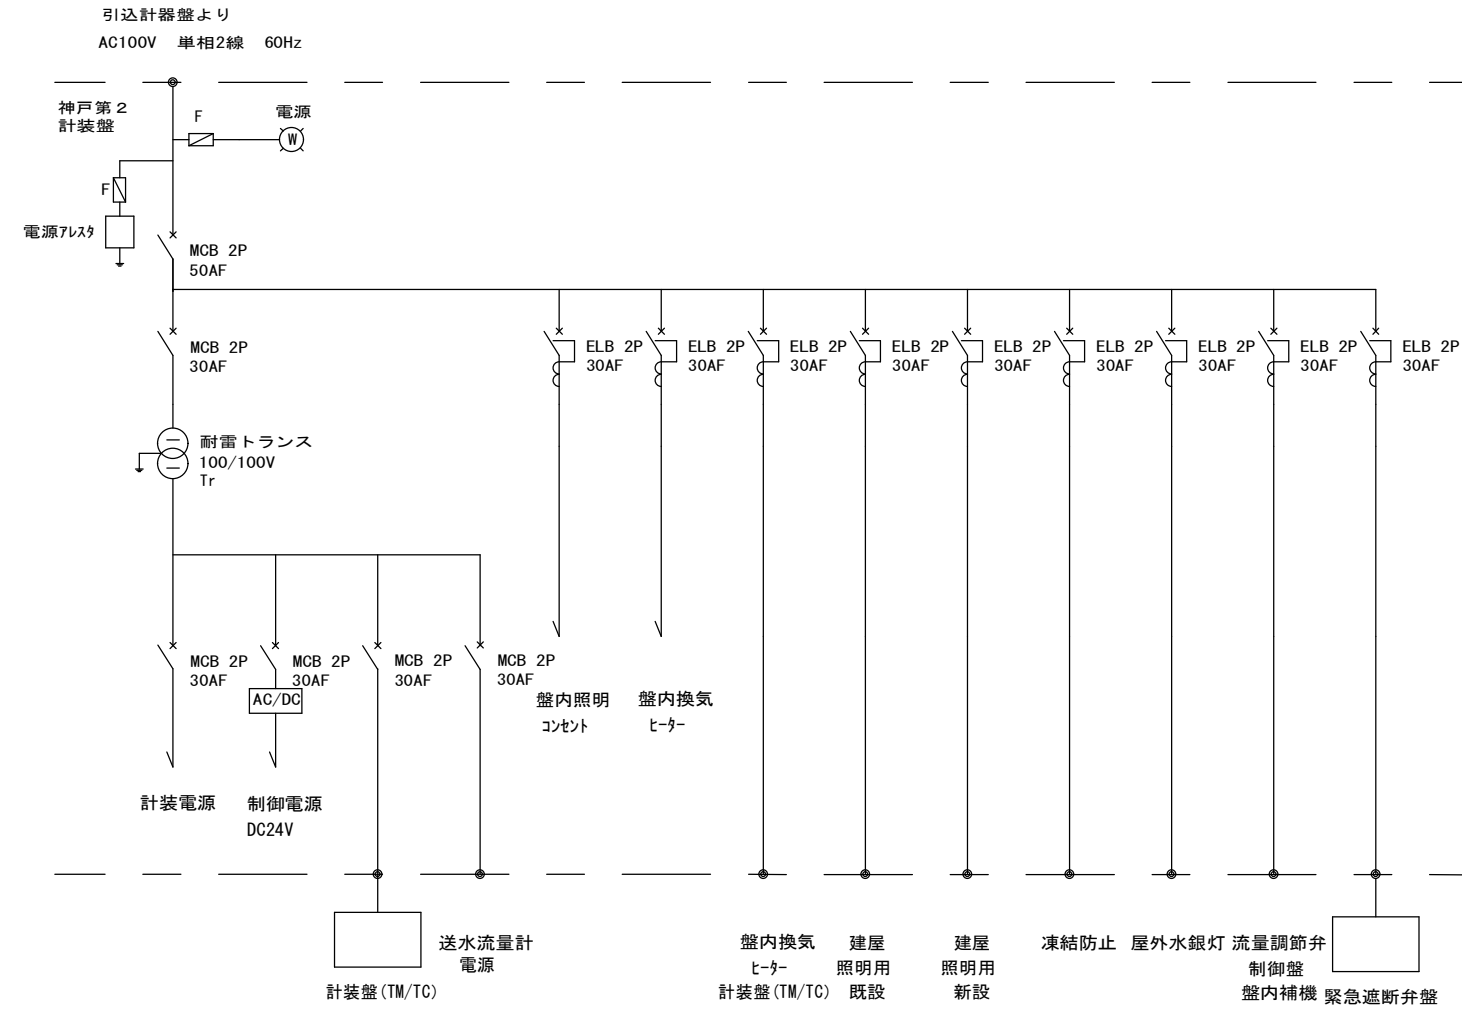 引込計器盤より
AC100V 単相2線 60Hz
神戸第2
計装盤
F
電源
W
F
電源ｱﾚｽﾀ
MCB 2P
50AF
MCB 2P
30AF
ELB 2P
30AF
ELB 2P
30AF
ELB 2P
30AF
ELB 2P
30AF
ELB 2P
30AF
ELB 2P
30AF
ELB 2P
30AF
ELB 2P
30AF
ELB 2P
30AF
耐雷トランス
100/100V
Tr
MCB 2P
30AF
MCB 2P
30AF
AC/DC
MCB 2P
30AF
MCB 2P
30AF
盤内照明
ｺﾝｾﾝﾄ
盤内換気
ﾋｰﾀｰ
計装電源
制御電源
DC24V
計装盤(TM/TC)
送水流量計
電源
盤内換気
ﾋｰﾀｰ
計装盤(TM/TC)
建屋
照明用
既設
建屋
照明用
新設
凍結防止
屋外水銀灯
流量調節弁
制御盤
盤内補機
緊急遮断弁盤